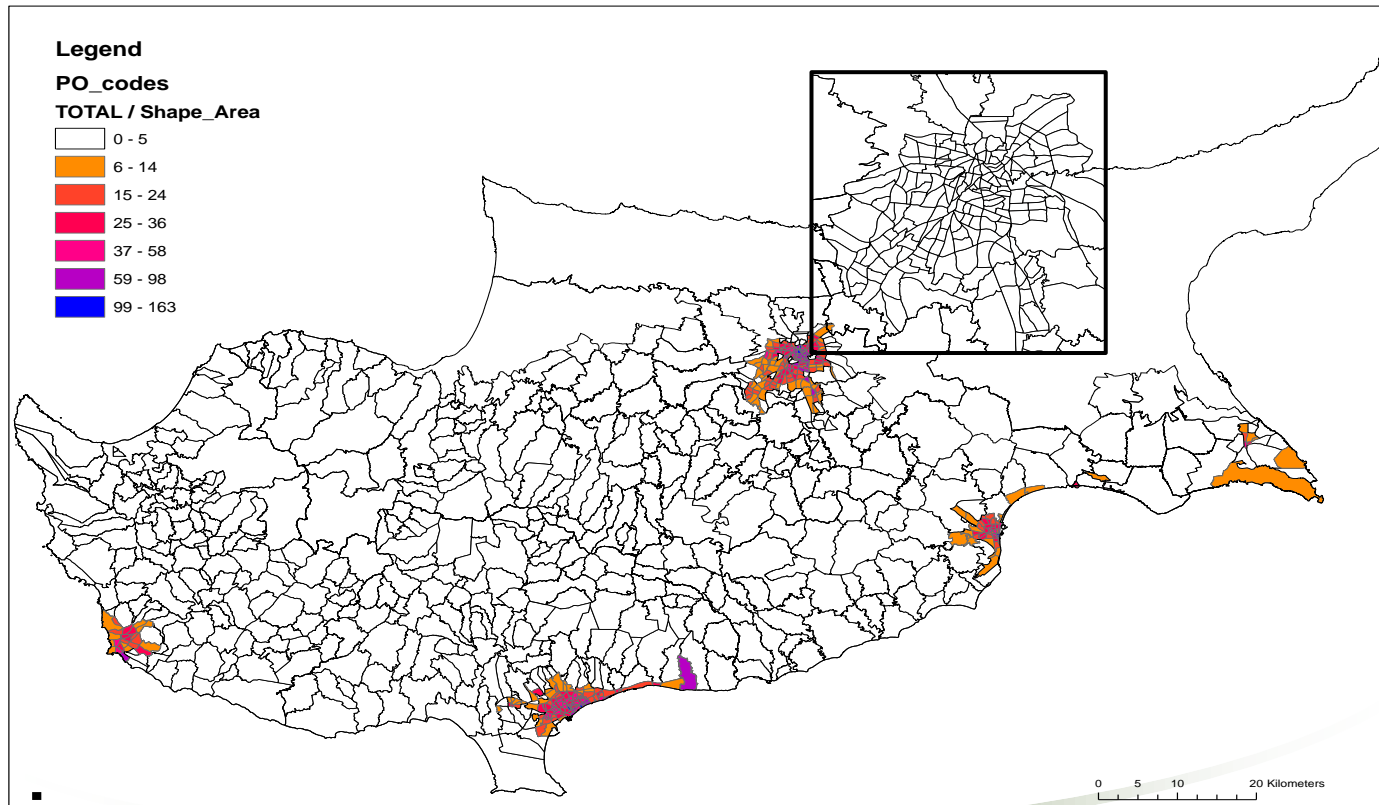 Legend
PO_codes
TOTAL / Shape_Area
0 - 5
6 - 14
15 - 24
25 - 36
37 - 58
59 - 98
99 - 163
0 5 10 20 Kilometers